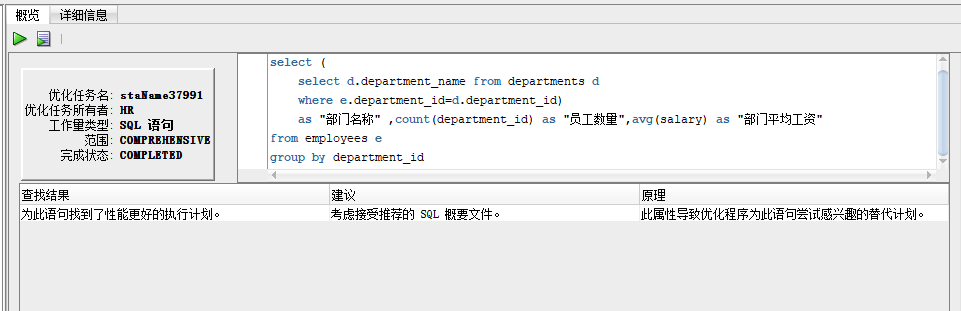 概览 详细信息
优化任务名: staName37991
优化任务所有者: HR
工作量类型: SQL 语句
范围: COMPREHENSIVE
完成状态: COMPLETED
select (
select d.department_name from departments d
where e.department_id=d.department_id)
as "部门名称" ,count(department_id) as "员工数量",avg(salary) as "部门平均工资"
from employees e
group by department_id
查找结果 建议 原理
为此语句找到了性能更好的执行计划。 考虑接受推荐的 SQL 概要文件。 此属性导致优化程序为此语句尝试感兴趣的替代计划。